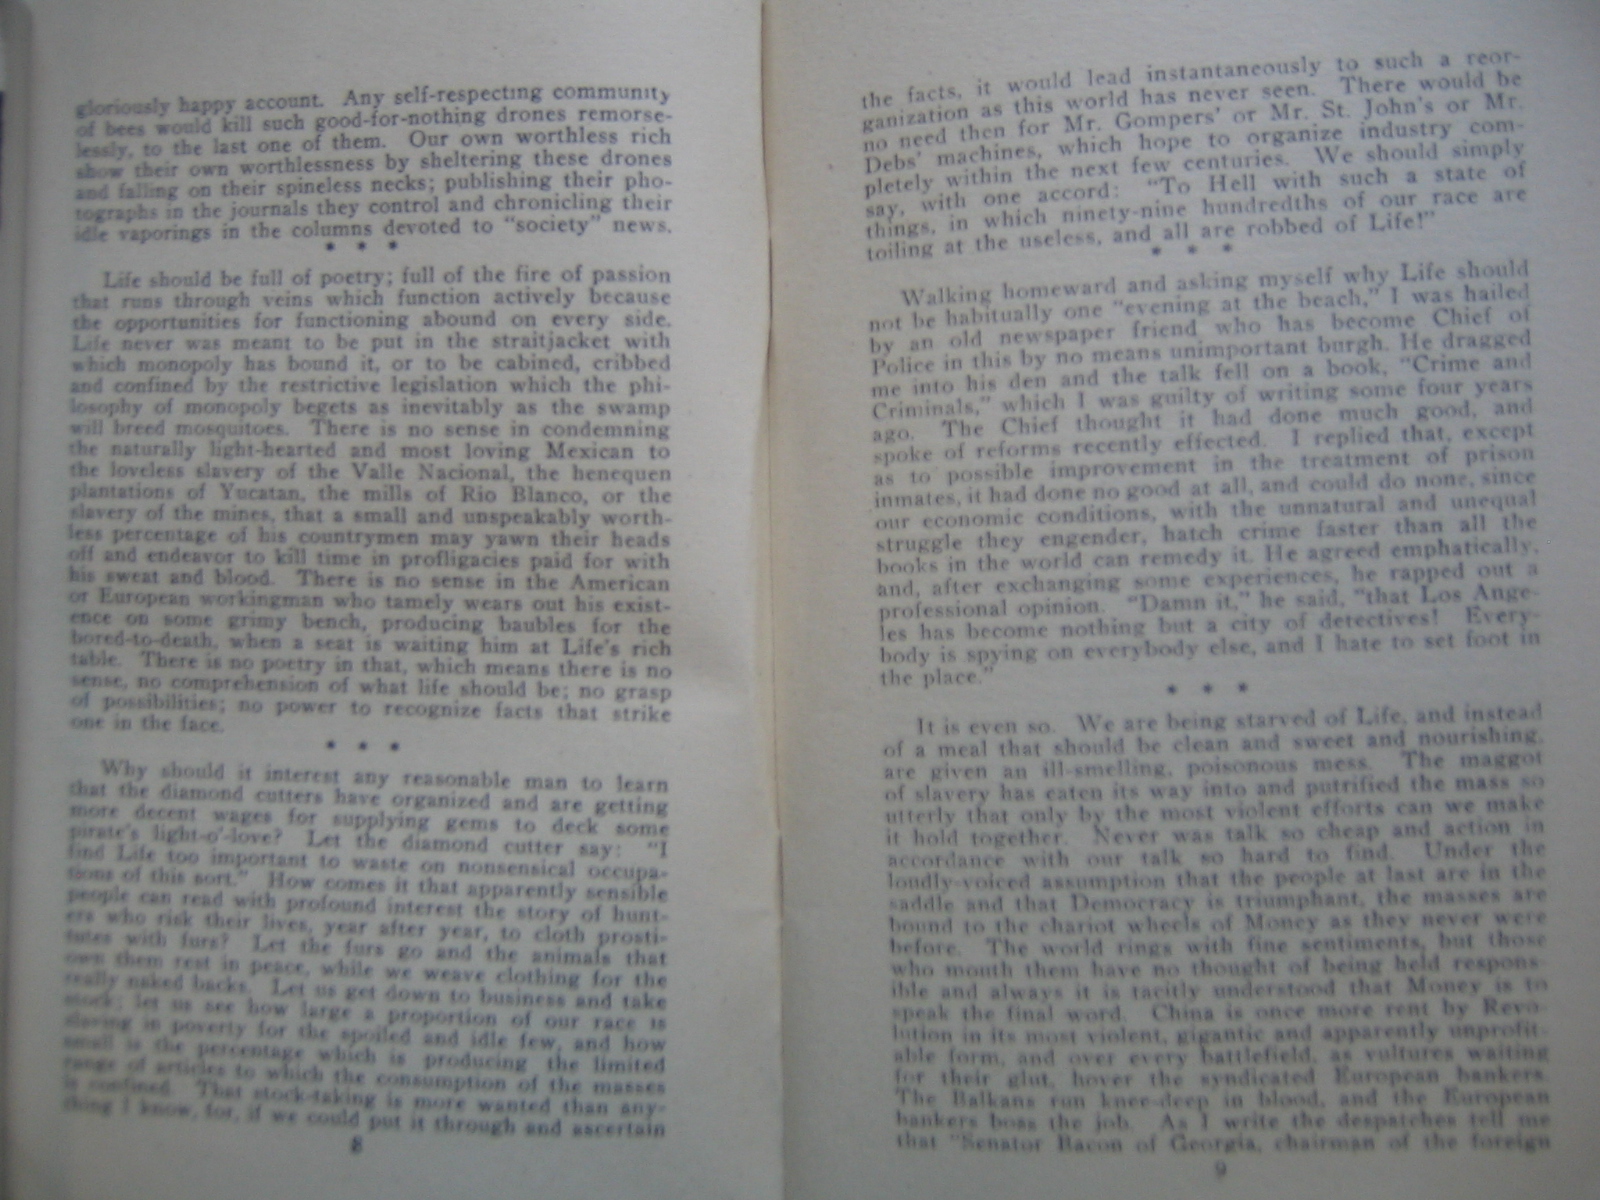 gloriously happy account. Any self-respecting community
of bees would kill such good-for-nothing drones remorse-
lessly, to the last one of them. Our own worthless rich
show their own worthlessness by sheltering these drones
and falling on their spineless necks; publishing their pho-
tographs in the journals they control and chronicling their
idle vaporings in the columns devoted to "society" news.
* * *
Life should be full of poetry; full of the fire of passion
that runs through veins which function actively because
the opportunities for functioning abound on every side.
Life never was meant to be put in the straitjacket with
which monopoly has bound it, or to be cabined, cribbed
and confined by the restrictive legislation which the phi-
losophy of monopoly begets as inevitably as the swamp
will breed mosquitoes. There is no sense in condemning
the naturally light-hearted and most loving Mexican to
the loveless slavery of the Valle Nacional, the henequen
plantations of Yucatan, the mills of Rio Blanco, or the
slavery of the mines, that a small and unspeakably worth-
less percentage of his countrymen may yawn their heads
off and endeavor to kill time in profligacies paid for with
his sweat and blood. There is no sense in the American
or European workingman who tamely wears out his exist-
ence on some grimy bench, producing baubles for the
bored-to-death, when a seat is waiting him at Life's rich
table. There is no poetry in that, which means there is no
sense, no comprehension of what life should be; no grasp
of possibilities; no power to recognize facts that strike
one in the face.
* * *
Why should it interest any reasonable man to learn
that the diamond cutters have organized and are getting
more decent wages for supplying gems to deck some
pirate's light-o'-love? Let the diamond cutter say: "I
find Life too important to waste on nonsensical occupa-
tions of this sort." How comes it that apparently sensible
people can read with profound interest the story of hunt-
ers who risk their lives, year after year, to cloth prosti-
tutes with furs? Let the furs go and the animals that
own them rest in peace, while we weave clothing for the
really naked backs. Let us get down to business and take
stock; let us see how large a proportion of our race is
slaving in poverty for the spoiled and idle few, and how
small is the percentage which is producing the limited
range of articles to which the consumption of the masses
is confined. That stock-taking is more wanted than any-
thing I know, for, if we could put it through and ascertain
8
the facts, it would lead instantaneously to such a reor-
ganization as this world has never seen. There would be
no need then for Mr. Gompers' or Mr. St. John's or Mr.
Debs' machines, which hope to organize industry com-
pletely within the next few centuries. We should simply
say, with one accord: "To Hell with such a state of
things, in which ninety-nine hundredths of our race are
toiling at the useless, and all are robbed of Life!"
* * *
Walking homeward and asking myself why Life should
not be habitually one "evening at the beach," I was hailed
by an old newspaper friend who has become Chief of
Police in this by no means unimportant burgh. He dragged
me into his den and the talk fell on a book, "Crime and
Criminals," which I was guilty of writing some four years
ago. The Chief thought it had done much good, and
spoke of reforms recently effected. I replied that, except
as to possible improvement in the treatment of prison
inmates, it had done no good at all, and could do none, since
our economic conditions, with the unnatural and unequal
struggle they engender, hatch crime faster than all the
books in the world can remedy it. He agreed emphatically,
and, after exchanging some experiences, he rapped out a
professional opinion. "Damn it," he said, "that Los Ange-
les has become nothing but a city of detectives! Every-
body is spying on everybody else, and I hate to set foot in
the place."
* * *
It is even so. We are being starved of Life, and instead
of a meal that should be clean and sweet and nourishing,
are given an ill-smelling, poisonous mess. The maggot
of slavery has eaten its way into and putrified the mass so
utterly that only by the most violent efforts can we make
it hold together. Never was talk so cheap and action in
accordance with our talk so hard to find. Under the
loudly-voiced assumption that the people at last are in the
saddle and that Democracy is triumphant, the masses are
bound to the chariot wheels of Money as they never were
before. The world rings with fine sentiments, but those
who mouth them have no thought of being held respons-
ible and always it is tacitly understood that Money is to
speak the final word. China is once more rent by Revo-
lution in its most violent, gigantic and apparently unprofit-
able form, and over every battlefield, as vultures waiting
for their glut, hover the syndicated European bankers.
The Balkans run knee-deep in blood, and the European
bankers boss the job. As I write the despatches tell me
that "Senator Bacon of Georgia, chairman of the foreign
9